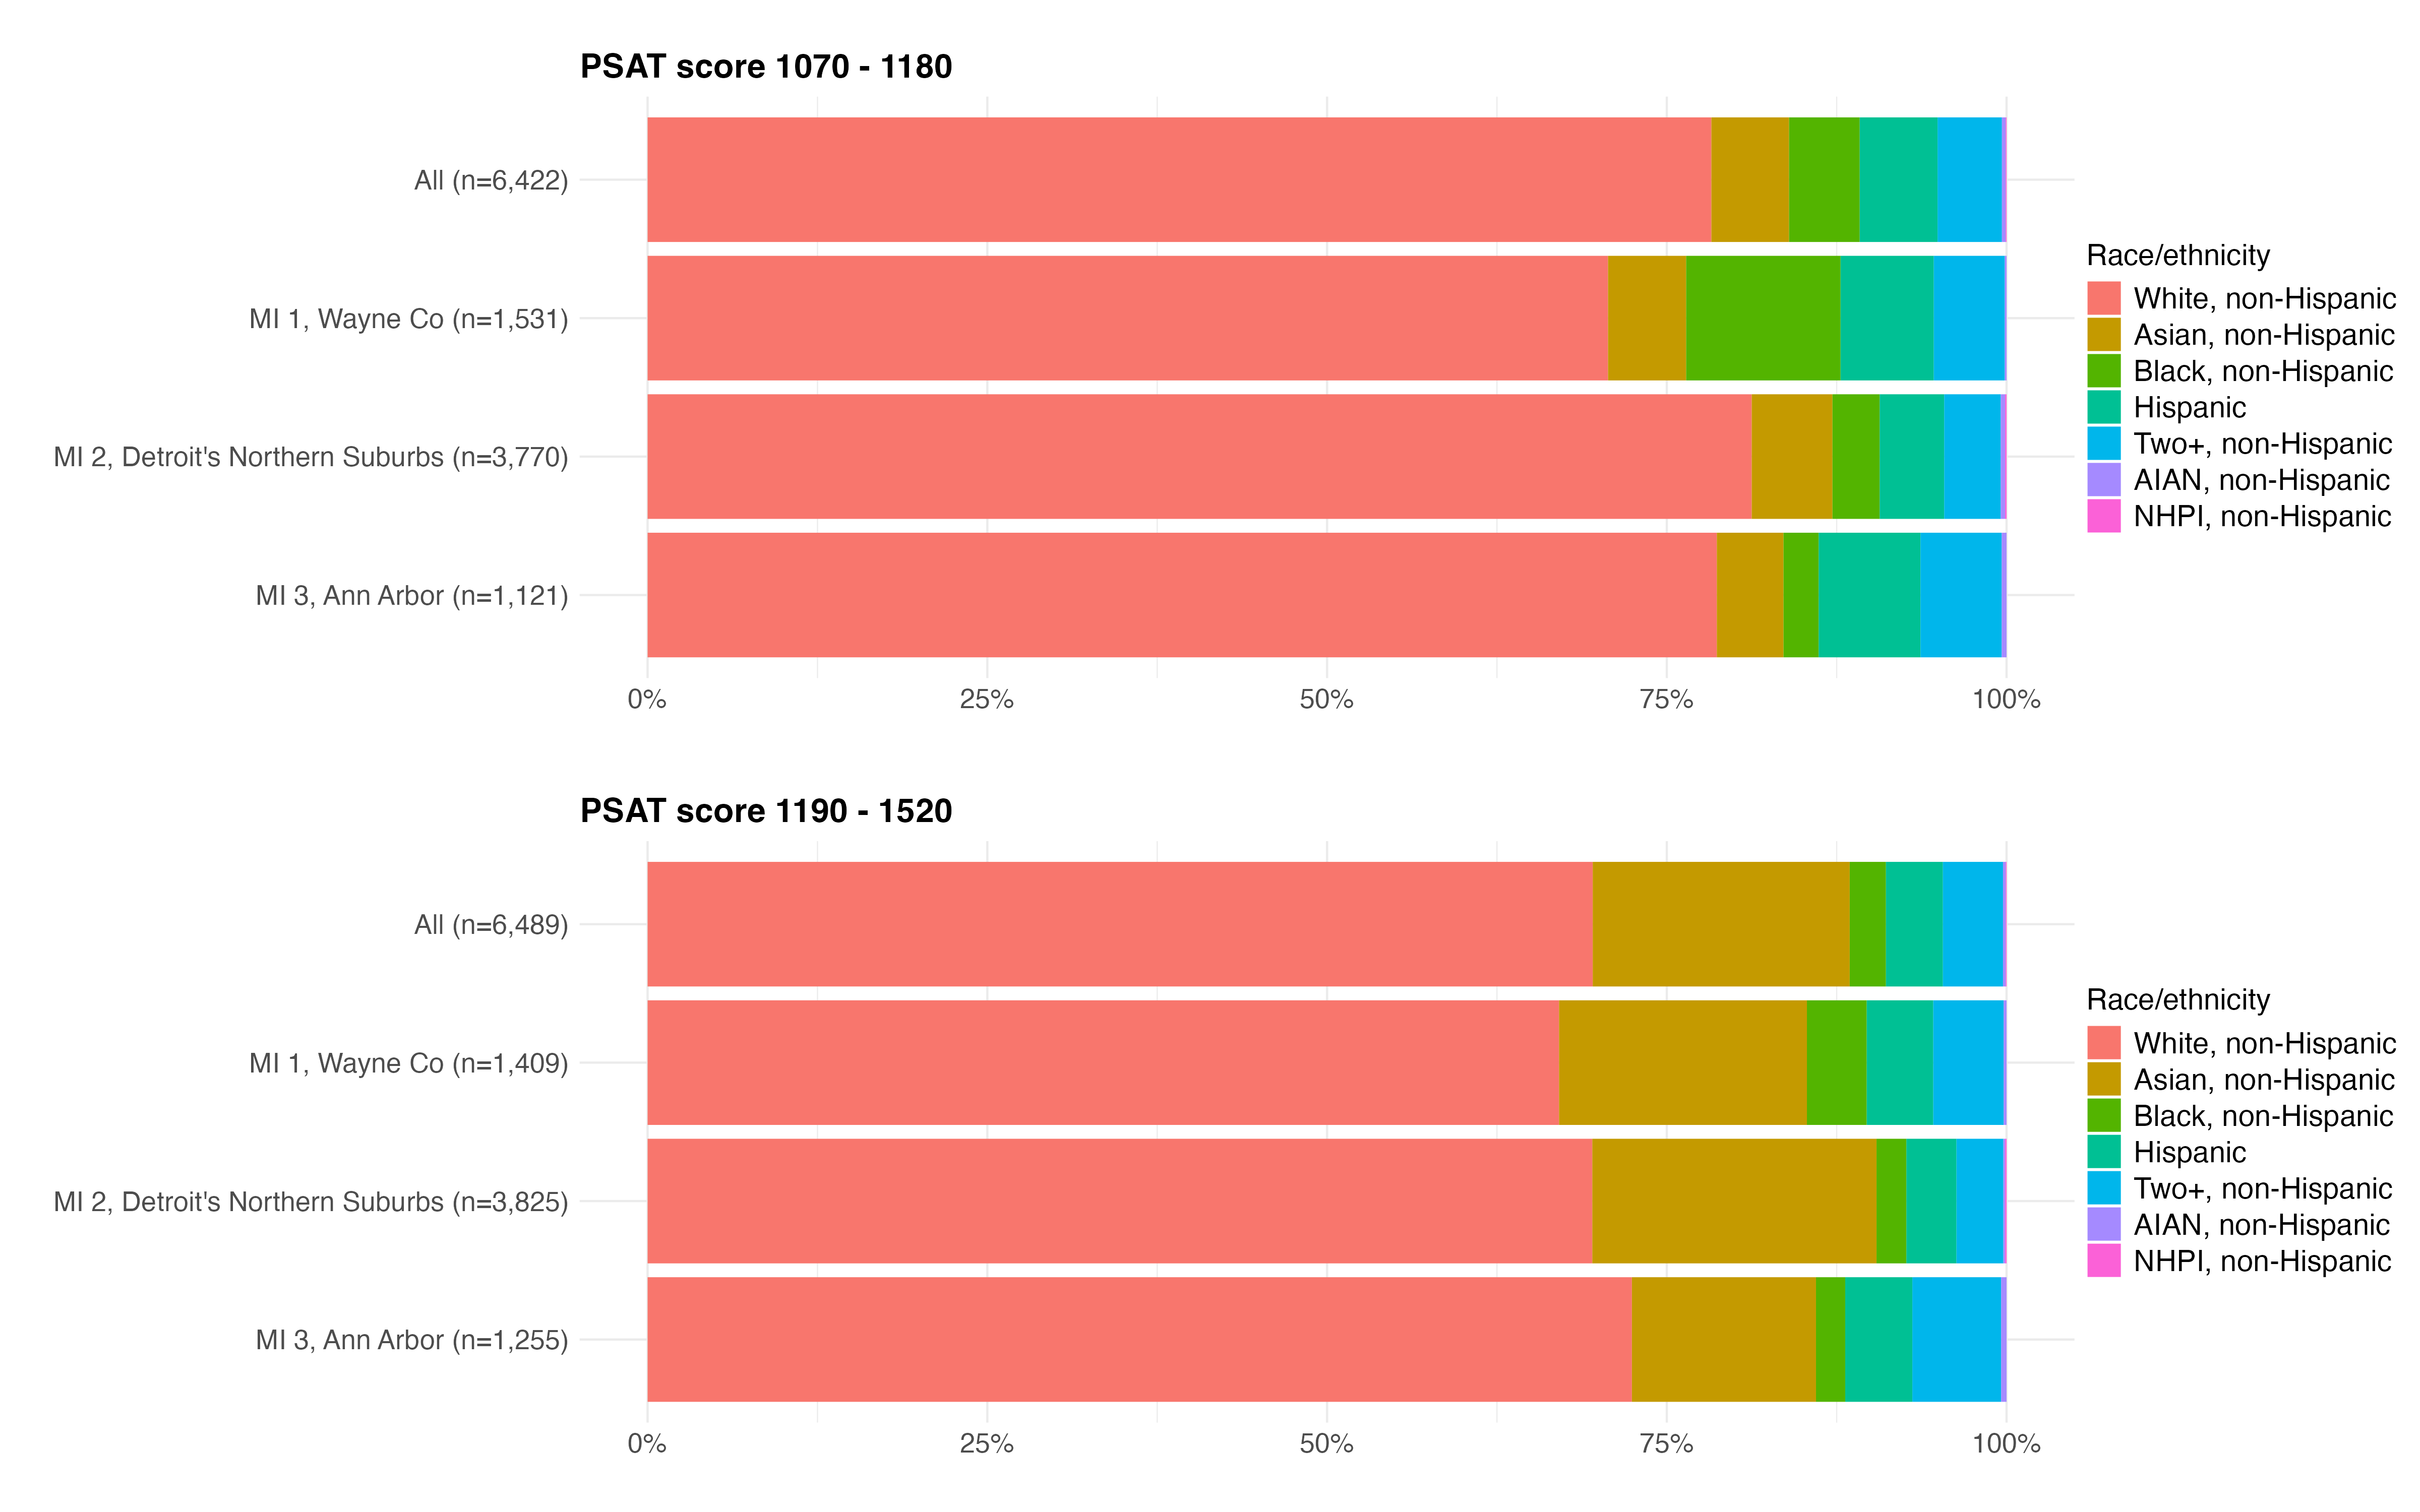 PSAT score 1070 - 1180
All (n=6,422)
MI 1, Wayne Co (n=1,531)
MI 2, Detroit's Northern Suburbs (n=3,770)
MI 3, Ann Arbor (n=1,121)
0% 25% 50% 75% 100%
Race/ethnicity
White, non-Hispanic
Asian, non-Hispanic
Black, non-Hispanic
Hispanic
Two+, non-Hispanic
AIAN, non-Hispanic
NHPI, non-Hispanic
PSAT score 1190 - 1520
All (n=6,489)
MI 1, Wayne Co (n=1,409)
MI 2, Detroit's Northern Suburbs (n=3,825)
MI 3, Ann Arbor (n=1,255)
0% 25% 50% 75% 100%
Race/ethnicity
White, non-Hispanic
Asian, non-Hispanic
Black, non-Hispanic
Hispanic
Two+, non-Hispanic
AIAN, non-Hispanic
NHPI, non-Hispanic